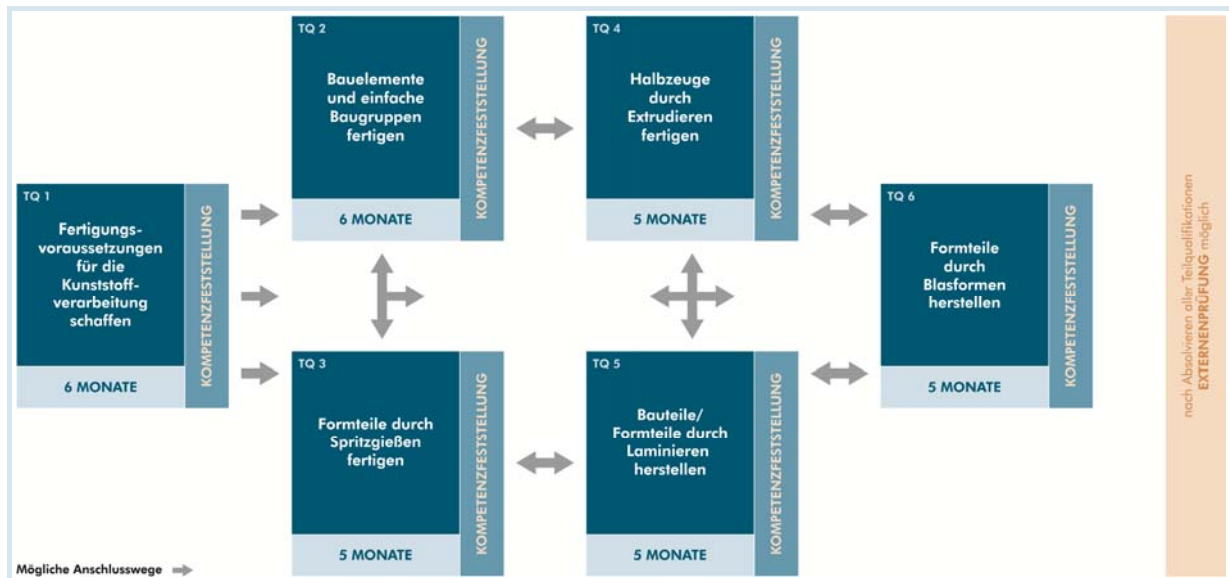 TQ 1
Fertigungs-
voraussetzungen
für die
Kunststoff-
verarbeitung
schaffen
6 MONATE
KOMPETENZFESTSTELLUNG
TQ 2
Bauelemente
und einfache
Baugruppen
fertigen
6 MONATE
KOMPETENZFESTSTELLUNG
TQ 3
Formteile durch
Spritzgießen
fertigen
5 MONATE
KOMPETENZFESTSTELLUNG
TQ 4
Halbzeuge
durch
Extrudieren
fertigen
5 MONATE
KOMPETENZFESTSTELLUNG
TQ 5
Bauteile/
Formteile durch
Laminieren
herstellen
5 MONATE
KOMPETENZFESTSTELLUNG
TQ 6
Formteile
durch
Blasformen
herstellen
5 MONATE
KOMPETENZFESTSTELLUNG
nach Absolvieren aller Teilqualifikationen
EXTERNENPRÜFUNG möglich
Mögliche Anschlusswege